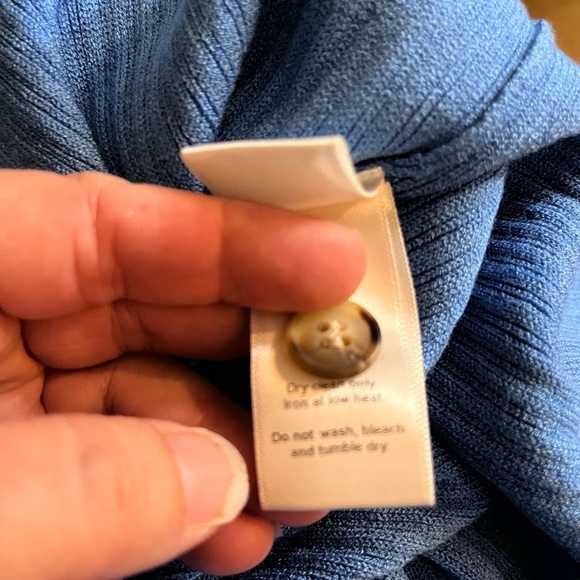 Dry clean only,
Iron at low heat
Do not wash, bleach
and tumble dry